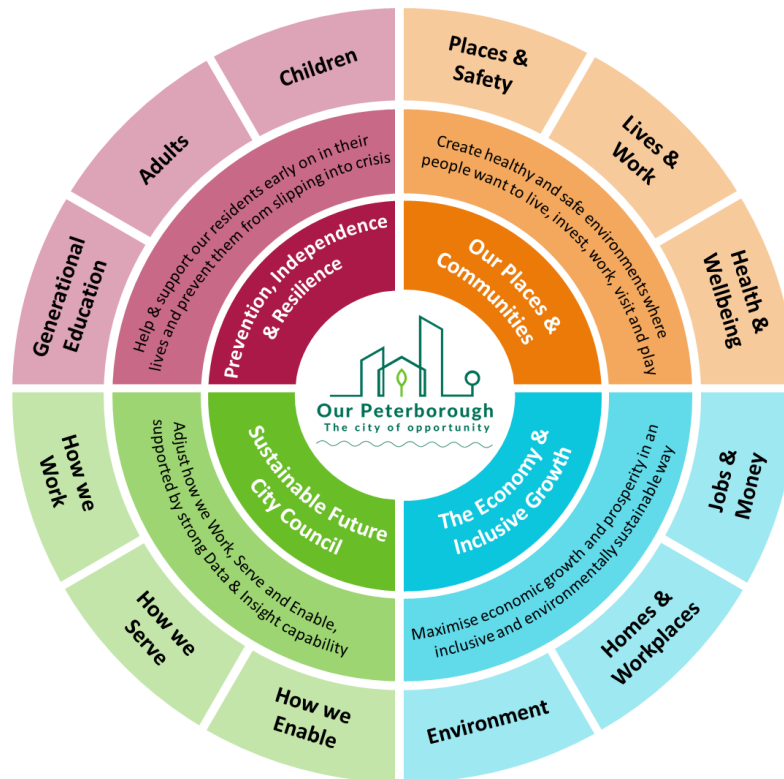 Children
Adults
Generational
Education
Help & support our residents early on in their
lives and prevent them from slipping into crisis
Prevention, Independence
& Resilience
Places &
Safety
Lives &
Work
Health &
Wellbeing
Create healthy and safe environments where
people want to live, invest, work, visit and play
Our Places &
Communities
Our Peterborough
The city of opportunity
How we
Work
How we
Serve
How we
Enable
Adjust how we Work, Serve and Enable,
supported by strong Data & Insight capability
Sustainable Future
City Council
Jobs &
Money
Homes &
Workplaces
Environment
Maximise economic growth and prosperity in an
inclusive and environmentally sustainable way
The Economy &
Inclusive Growth